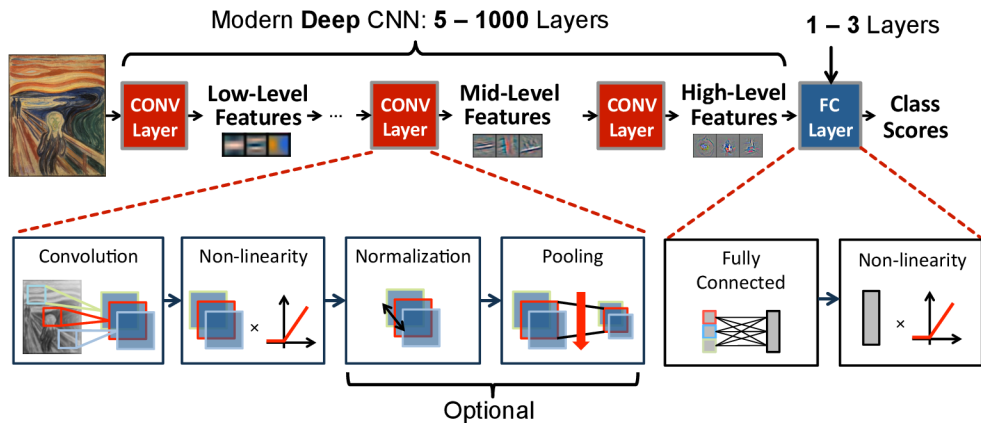 Modern Deep CNN: 5 – 1000 Layers
1 – 3 Layers
CONV
Layer
Low-Level
Features
...
CONV
Layer
Mid-Level
Features
CONV
Layer
High-Level
Features
FC
Layer
Class
Scores
Convolution
Non-linearity
×
Normalization
Pooling
Optional
Fully
Connected
Non-linearity
×